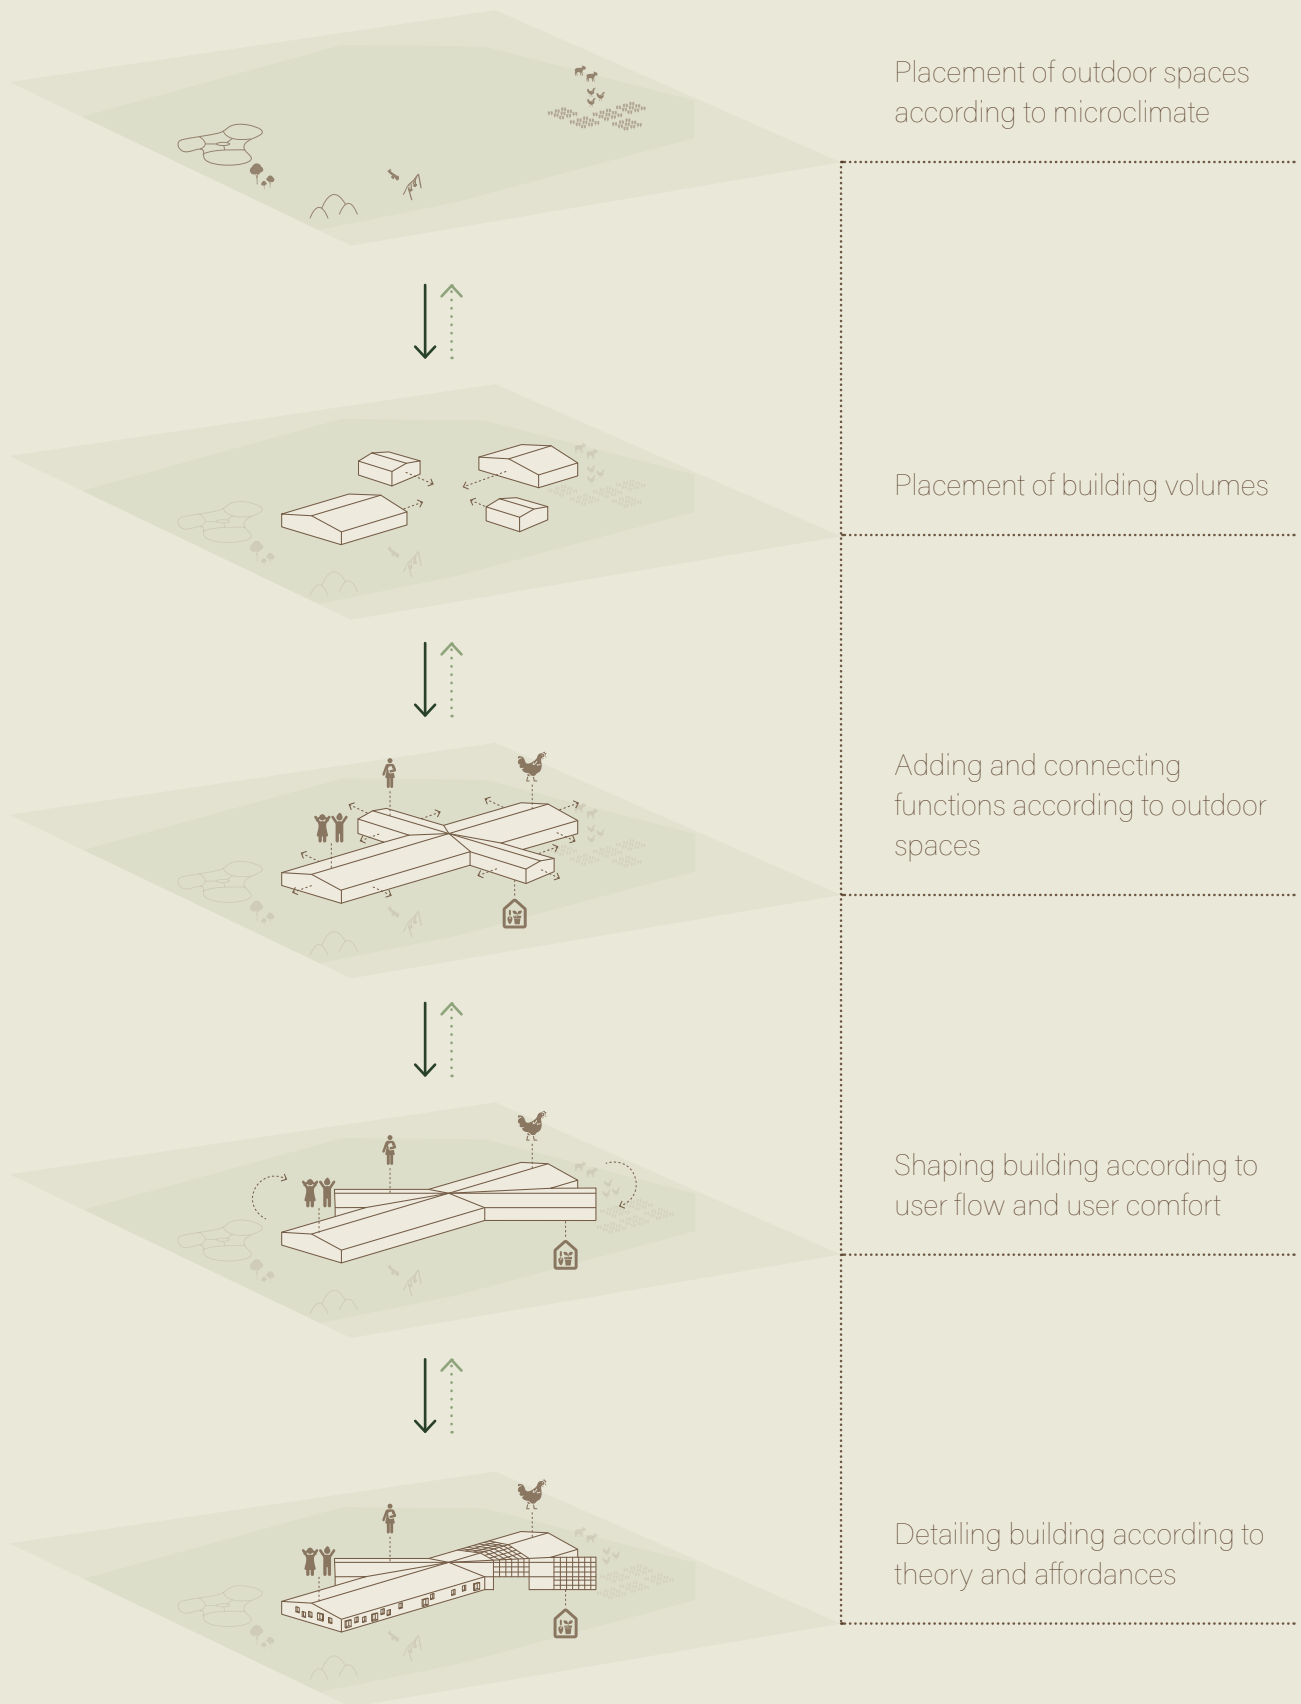 Placement of outdoor spaces
according to microclimate
Placement of building volumes
Adding and connecting
functions according to outdoor
spaces
Shaping building according to
user flow and user comfort
Detailing building according to
theory and affordances